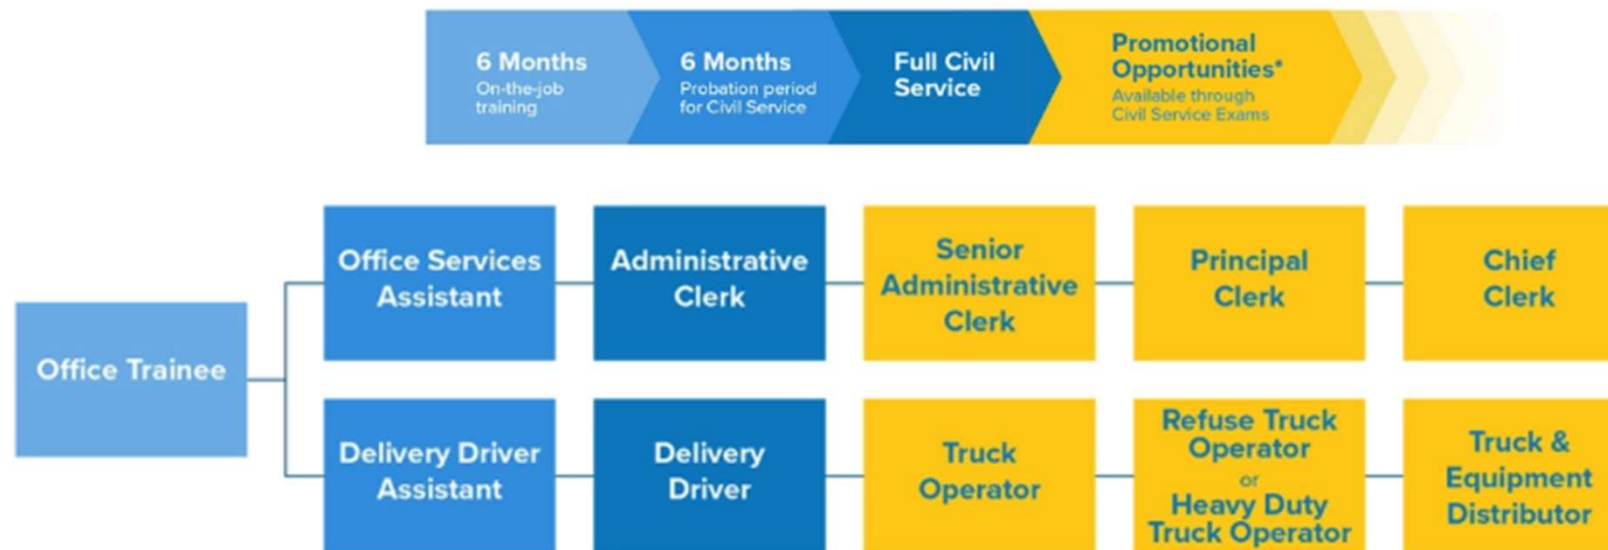 6 Months
On-the-job
training
6 Months
Probation period
for Civil Service
Full Civil
Service
Promotional
Opportunities*
Available through
Civil Service Exams
Office Trainee
Office Services
Assistant
Administrative
Clerk
Senior
Administrative
Clerk
Principal
Clerk
Chief
Clerk
Delivery Driver
Assistant
Delivery
Driver
Truck
Operator
Refuse Truck
Operator
or
Heavy Duty
Truck Operator
Truck &
Equipment
Distributor